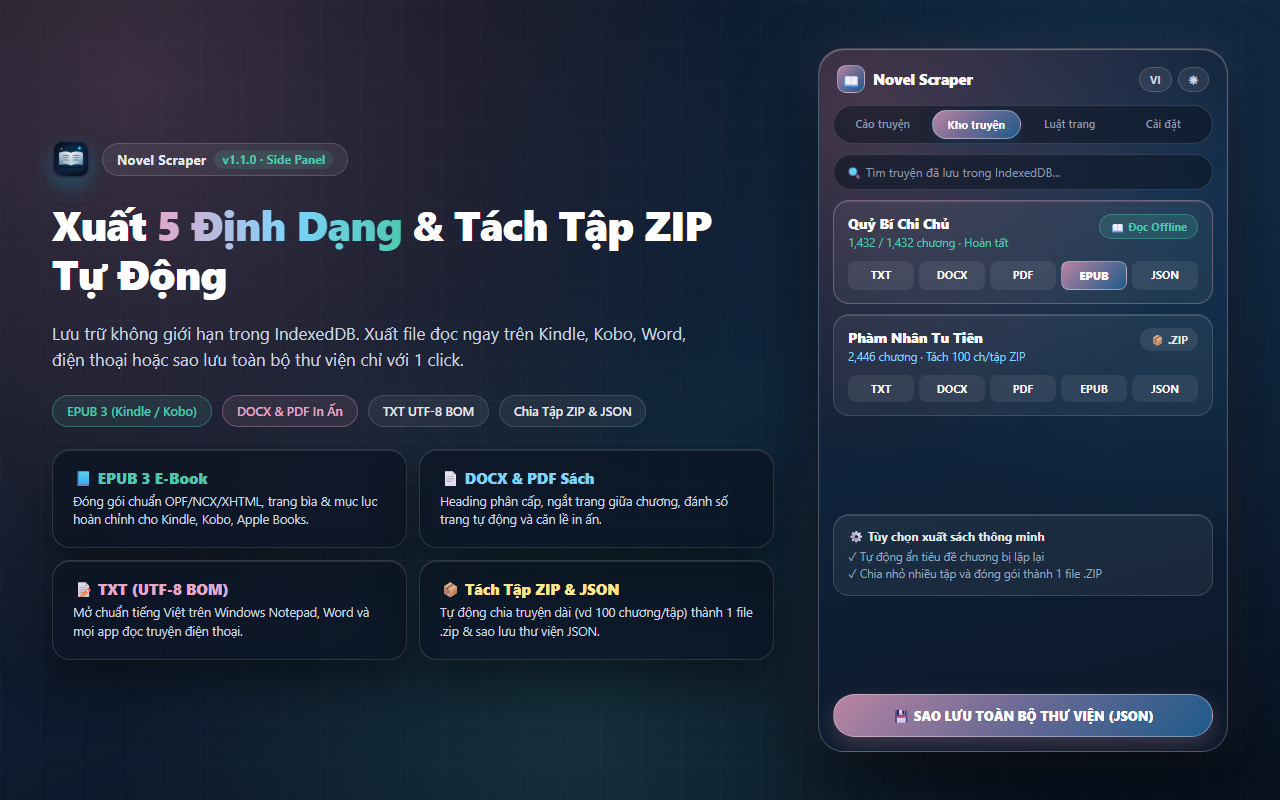 Novel Scraper
v1.1.0 · Side Panel
Xuất 5 Định Dạng & Tách Tập ZIP
Tự Động
Lưu trữ không giới hạn trong IndexedDB. Xuất file đọc ngay trên Kindle, Kobo, Word,
điện thoại hoặc sao lưu toàn bộ thư viện chỉ với 1 click.
EPUB 3 (Kindle / Kobo)
DOCX & PDF In Ấn
TXT UTF-8 BOM
Chia Tập ZIP & JSON
EPUB 3 E-Book
Đóng gói chuẩn OPF/NCX/XHTML, trang bìa & mục lục
hoàn chỉnh cho Kindle, Kobo, Apple Books.
DOCX & PDF Sách
Heading phân cấp, ngắt trang giữa chương, đánh số
trang tự động và căn lề in ấn.
TXT (UTF-8 BOM)
Mở chuẩn tiếng Việt trên Windows Notepad, Word và
mọi app đọc truyện điện thoại.
Tách Tập ZIP & JSON
Tự động chia truyện dài (vd 100 chương/tập) thành 1 file
.zip & sao lưu thư viện JSON.
Novel Scraper
VI
Cào truyện
Kho truyện
Luật trang
Cài đặt
Tìm truyện đã lưu trong IndexedDB...
Quỷ Bí Chi Chủ
Đọc Offline
1,432 / 1,432 chương · Hoàn tất
TXT
DOCX
PDF
EPUB
JSON
Phàm Nhân Tu Tiên
.ZIP
2,446 chương · Tách 100 ch/tập ZIP
TXT
DOCX
PDF
EPUB
JSON
Tùy chọn xuất sách thông minh
✓ Tự động ẩn tiêu đề chương bị lặp lại
✓ Chia nhỏ nhiều tập và đóng gói thành 1 file .ZIP
SAO LƯU TOÀN BỘ THƯ VIỆN (JSON)